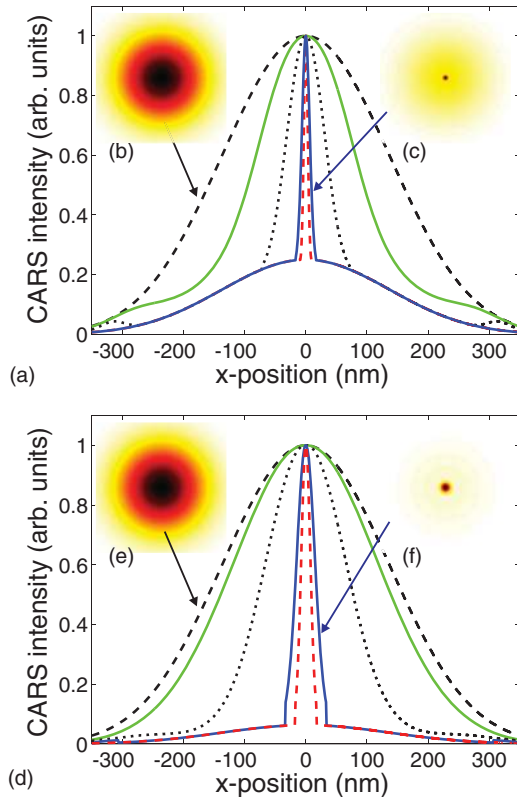 CARS intensity (arb. units)
1
0.8
0.6
0.4
0.2
0
(b)
(c)
-300 -200 -100 0 100 200 300
x-position (nm)
(a)
CARS intensity (arb. units)
1
0.8
0.6
0.4
0.2
0
(e)
(f)
-300 -200 -100 0 100 200 300
x-position (nm)
(d)